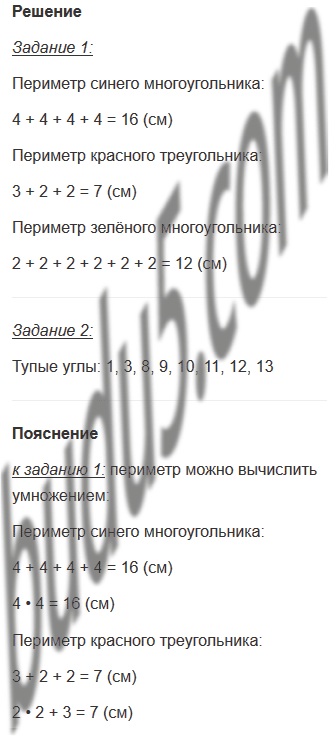 Решение
Задание 1:
Периметр синего многоугольника:
4 + 4 + 4 + 4 = 16 (см)
Периметр красного треугольника:
3 + 2 + 2 = 7 (см)
Периметр зелёного многоугольника:
2 + 2 + 2 + 2 + 2 + 2 = 12 (см)
Задание 2:
Тупые углы: 1, 3, 8, 9, 10, 11, 12, 13
Пояснение
к заданию 1: периметр можно вычислить
умножением:
Периметр синего многоугольника:
4 + 4 + 4 + 4 = 16 (см)
4 • 4 = 16 (см)
Периметр красного треугольника:
3 + 2 + 2 = 7 (см)
2 • 2 + 3 = 7 (см)
budu5.com